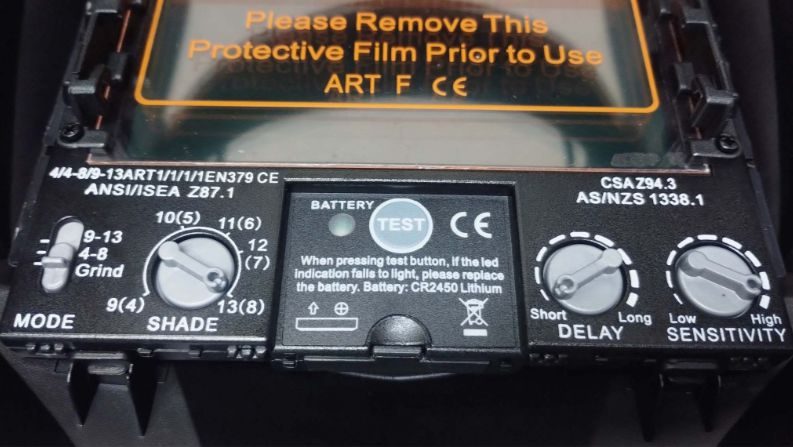 Please Remove This
Protective Film Prior to Use
ART F CE
4/4-8/9-13ART1/1/1/1EN379 CE
ANSI/ISEA Z87.1
CSA Z94.3
AS/NZS 1338.1
9-13
4-8
Grind
MODE
10(5)
11(6)
12
(7)
9(4)
13(8)
SHADE
BATTERY
TEST
CE
When pressing test button, if the led
indication fails to light, please replace
the battery. Battery: CR2450 Lithium
Short
Long
DELAY
Low
High
SENSITIVITY